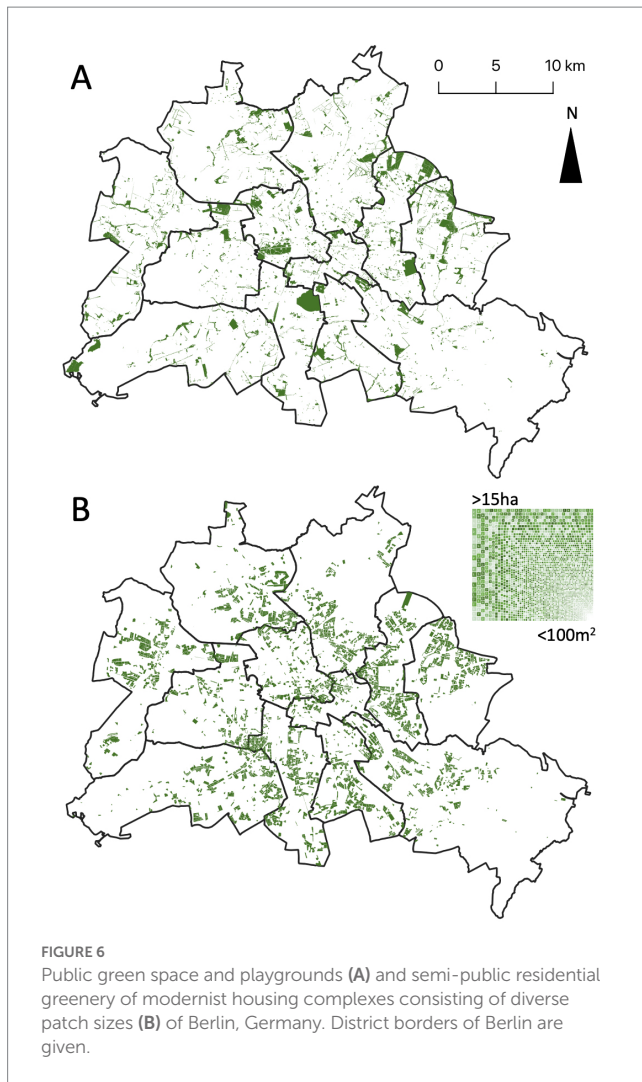 A
0 5 10 km
N
B
>15ha
<100m²
FIGURE 6
Public green space and playgrounds (A) and semi-public residential
greenery of modernist housing complexes consisting of diverse
patch sizes (B) of Berlin, Germany. District borders of Berlin are
given.